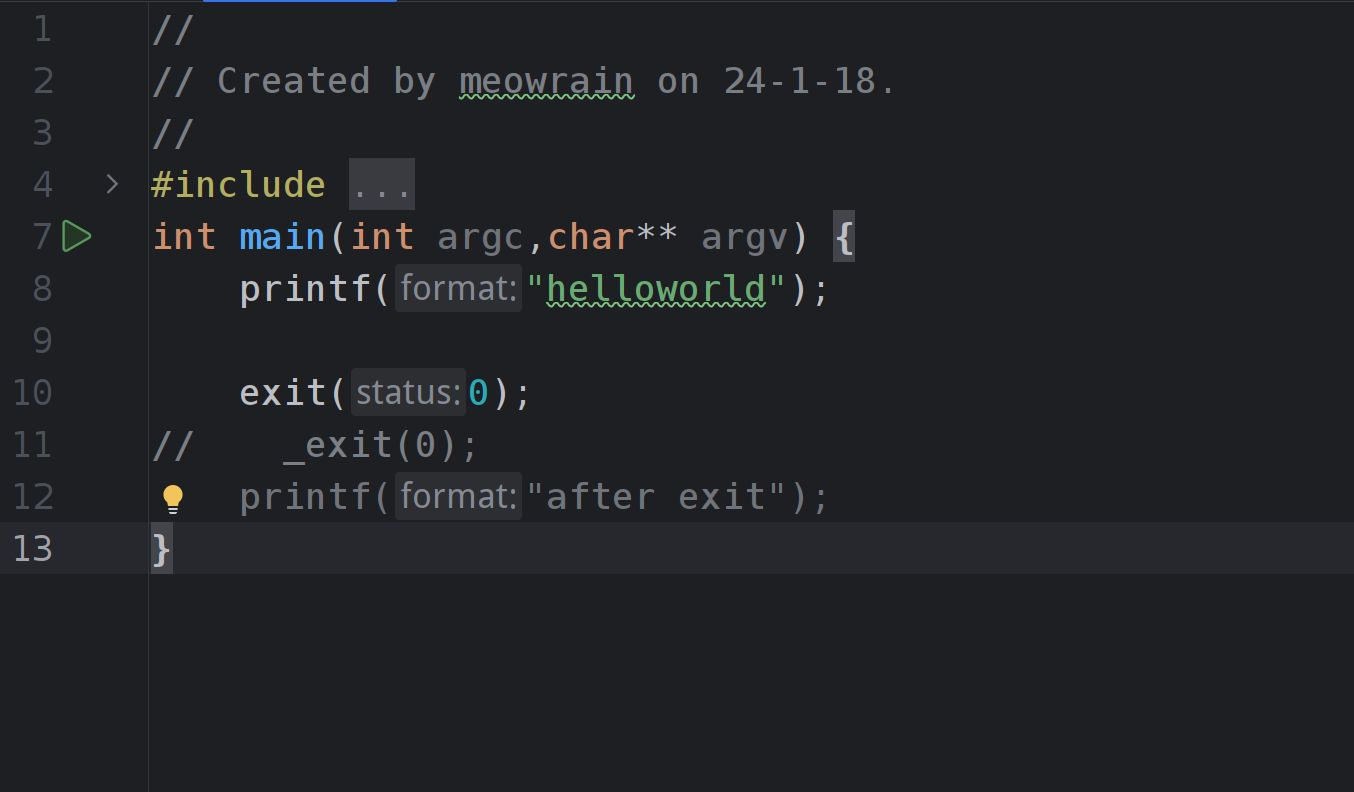 1 //
2 // Created by meowrain on 24-1-18.
3 //
4 #include ...
7 int main(int argc,char** argv) {
8 printf( format: "helloworld");
9
10 exit( status: 0);
11 //    _exit(0);
12 printf( format: "after exit");
13 }